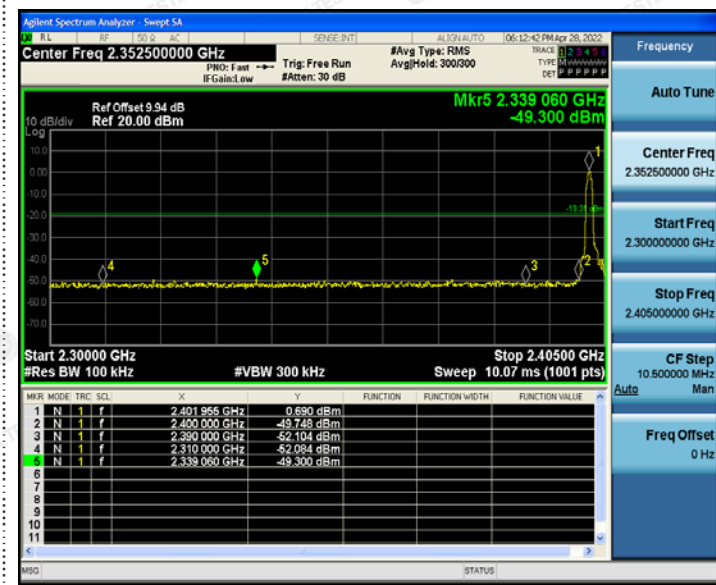 Agilent Spectrum Analyzer - Swept SA
RL RF 50 Ω AC SENSE:INT ALIGNAUTO 06:12:42 PM Apr 28, 2022
Center Freq 2.352500000 GHz
PNO: Fast
IFGain:Low
Trig: Free Run
#Atten: 30 dB
#Avg Type: RMS
Avg|Hold: 300/300
TRACE 1 2 3 4 5 6
TYPE M
DET P P P P P P
Ref Offset 9.94 dB
10 dB/div Ref 20.00 dBm
Log
Mkr5 2.339 060 GHz
-49.300 dBm
10.0
0.00
-10.0
-20.0
-30.0
-40.0
-50.0
-60.0
-70.0
-19.31 dBm
1
2
3
4
5
Start 2.30000 GHz Stop 2.40500 GHz
#Res BW 100 kHz #VBW 300 kHz Sweep 10.07 ms (1001 pts)
MKR MODE TRC SCL X Y FUNCTION FUNCTION WIDTH FUNCTION VALUE
1 N 1 f 2.401 955 GHz 0.690 dBm
2 N 1 f 2.400 000 GHz -49.748 dBm
3 N 1 f 2.390 000 GHz -52.104 dBm
4 N 1 f 2.310 000 GHz -52.084 dBm
5 N 1 f 2.339 060 GHz -49.300 dBm
6
7
8
9
10
11
MSG STATUS
Frequency
Auto Tune
Center Freq
2.352500000 GHz
Start Freq
2.300000000 GHz
Stop Freq
2.405000000 GHz
CF Step
10.500000 MHz
Auto Man
Freq Offset
0 Hz